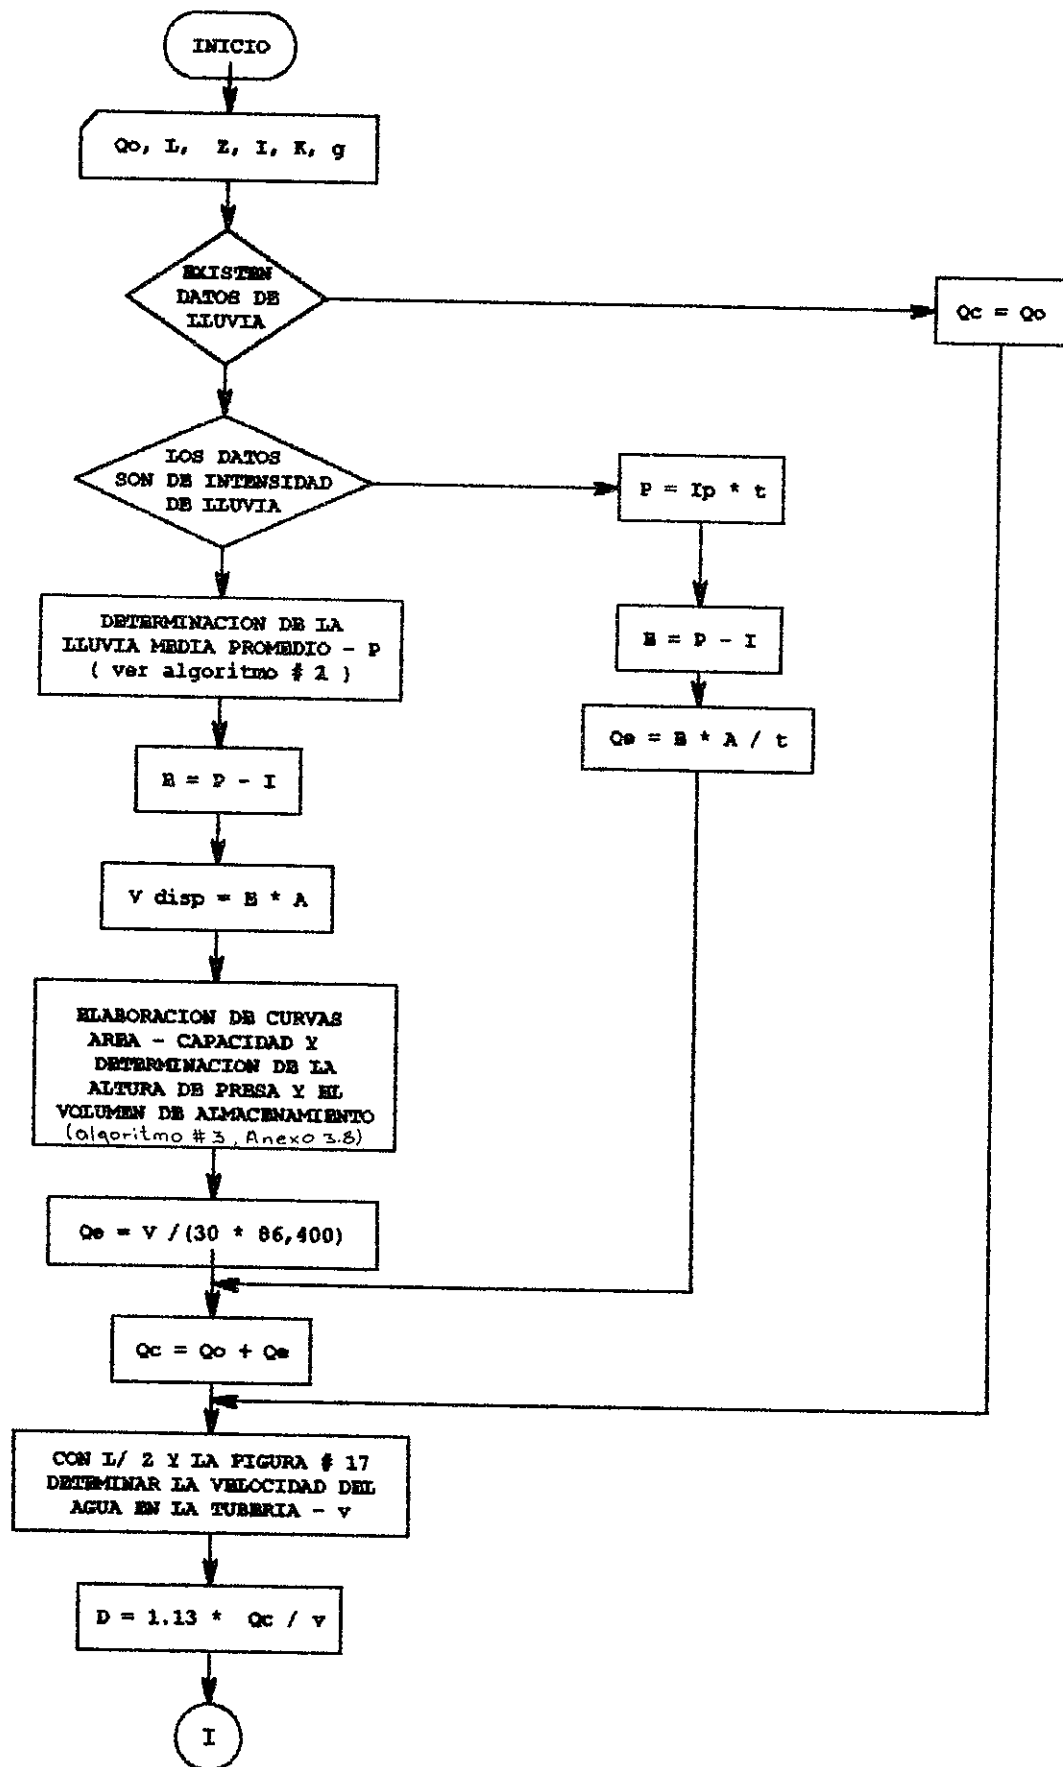 INICIO
Qo, L, Z, I, K, g
EXISTEN
DATOS DE
LLUVIA
Qc = Qo
LOS DATOS
SON DE INTENSIDAD
DE LLUVIA
P = Ip * t
E = P - I
Qe = E * A / t
DETERMINACION DE LA
LLUVIA MEDIA PROMEDIO - P
( ver algoritmo # 2 )
E = P - I
V disp = E * A
ELABORACION DE CURVAS
AREA - CAPACIDAD Y
DETERMINACION DE LA
ALTURA DE PRESA Y EL
VOLUMEN DE ALMACENAMIENTO
(algoritmo # 3, Anexo 3.8)
Qe = V /(30 * 86,400)
Qc = Qo + Qe
CON L/ Z Y LA FIGURA # 17
DETEMINAR LA VELOCIDAD DEL
AGUA EN LA TUBERIA - v
D = 1.13 * Qc / v
I